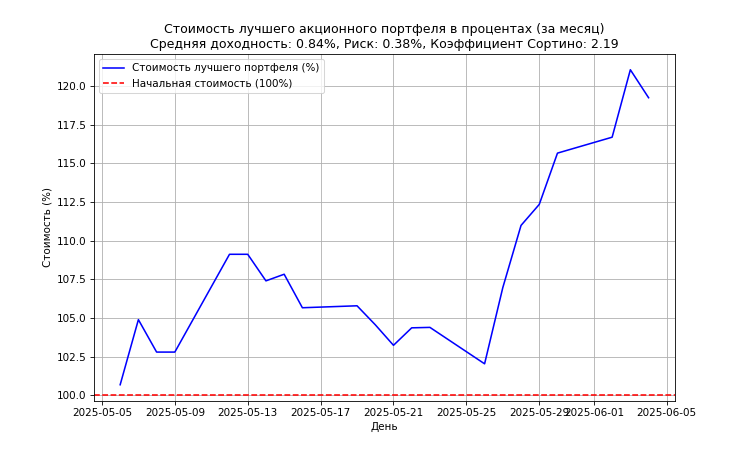 Стоимость лучшего акционного портфеля в процентах (за месяц)
Средняя доходность: 0.84%, Риск: 0.38%, Коэффициент Сортино: 2.19
Стоимость лучшего портфеля (%)
Начальная стоимость (100%)
Стоимость (%)
120.0
117.5
115.0
112.5
110.0
107.5
105.0
102.5
100.0
2025-05-05 2025-05-09 2025-05-13 2025-05-17 2025-05-21 2025-05-25 2025-05-29 2025-06-01 2025-06-05
День